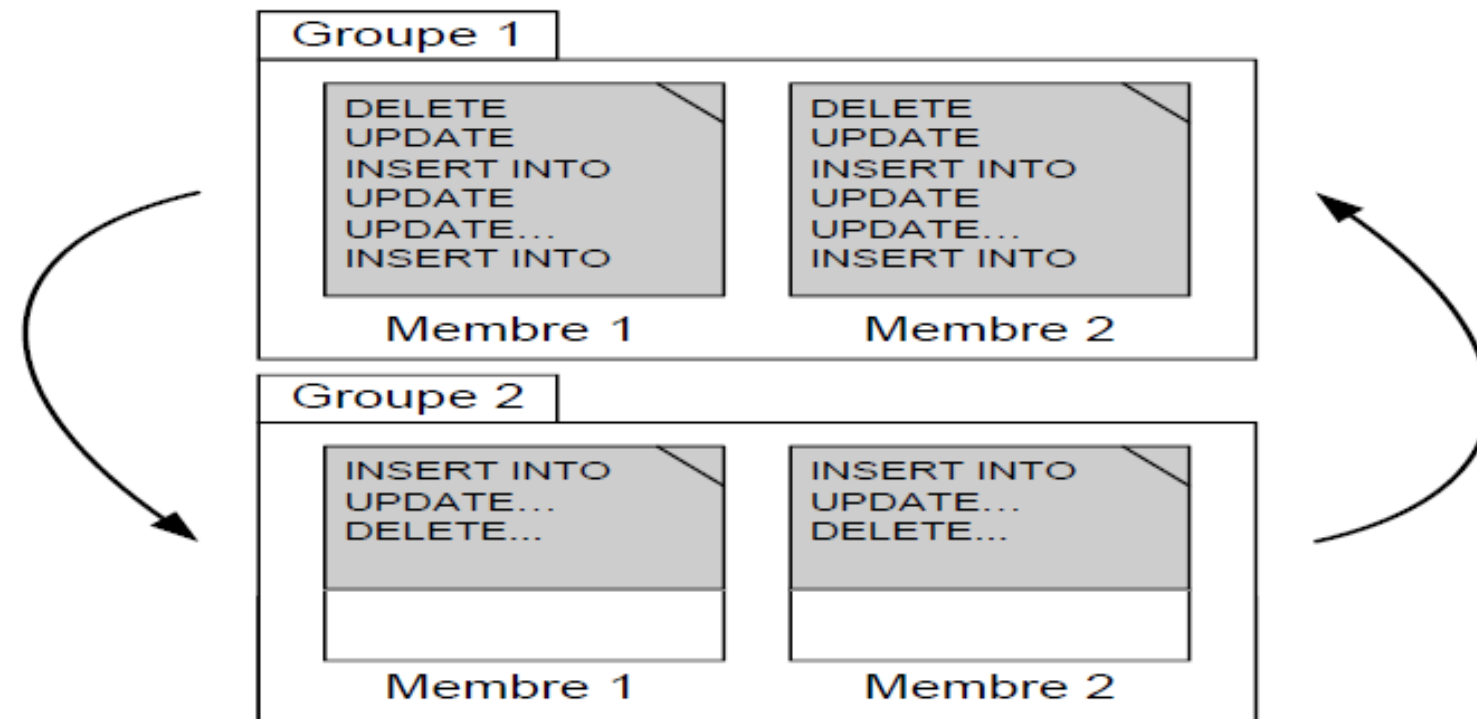 Groupe 1
DELETE
UPDATE
INSERT INTO
UPDATE
UPDATE...
INSERT INTO
Membre 1
DELETE
UPDATE
INSERT INTO
UPDATE
UPDATE...
INSERT INTO
Membre 2
Groupe 2
INSERT INTO
UPDATE...
DELETE...
Membre 1
INSERT INTO
UPDATE...
DELETE...
Membre 2